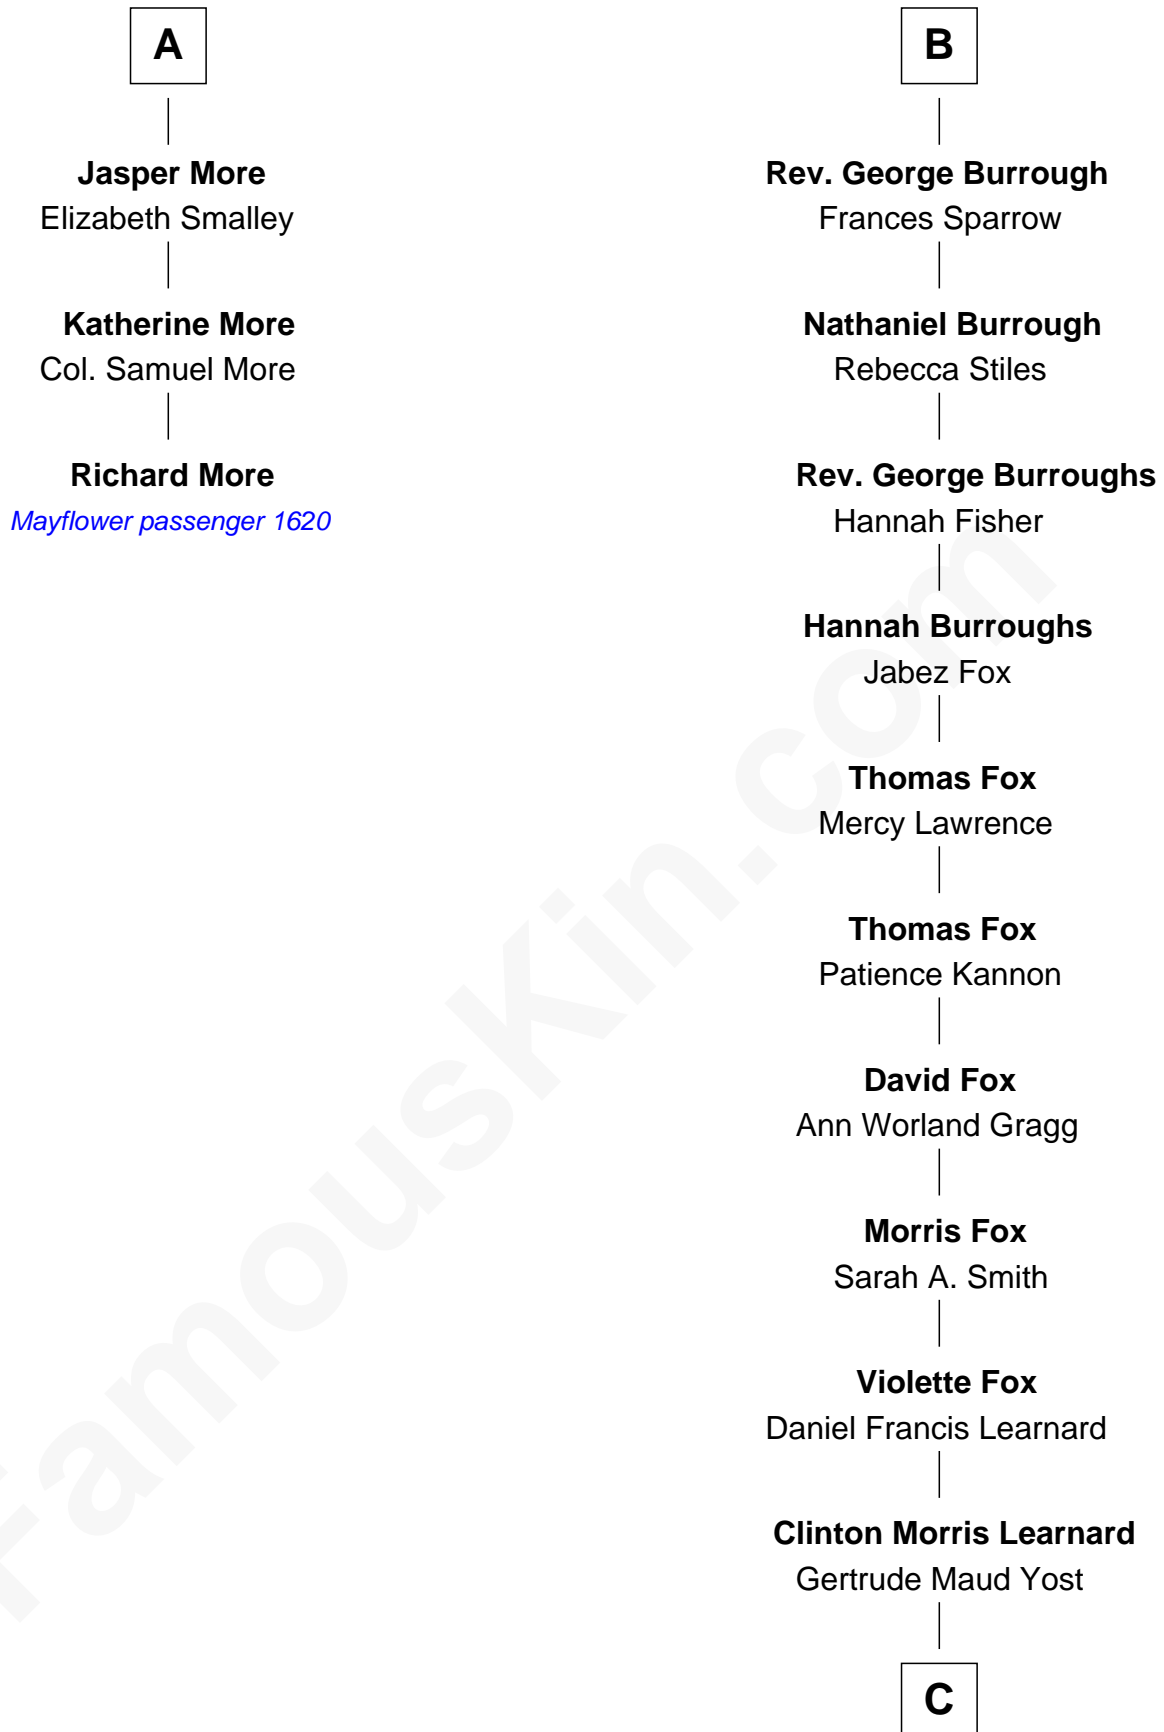 A
Jasper More
Elizabeth Smalley
Katherine More
Col. Samuel More
Richard More
Mayflower passenger 1620
B
Rev. George Burrough
Frances Sparrow
Nathaniel Burrough
Rebecca Stiles
Rev. George Burroughs
Hannah Fisher
Hannah Burroughs
Jabez Fox
Thomas Fox
Mercy Lawrence
Thomas Fox
Patience Kannon
David Fox
Ann Worland Gragg
Morris Fox
Sarah A. Smith
Violette Fox
Daniel Francis Learnard
Clinton Morris Learnard
Gertrude Maud Yost
C
FamousKin.com